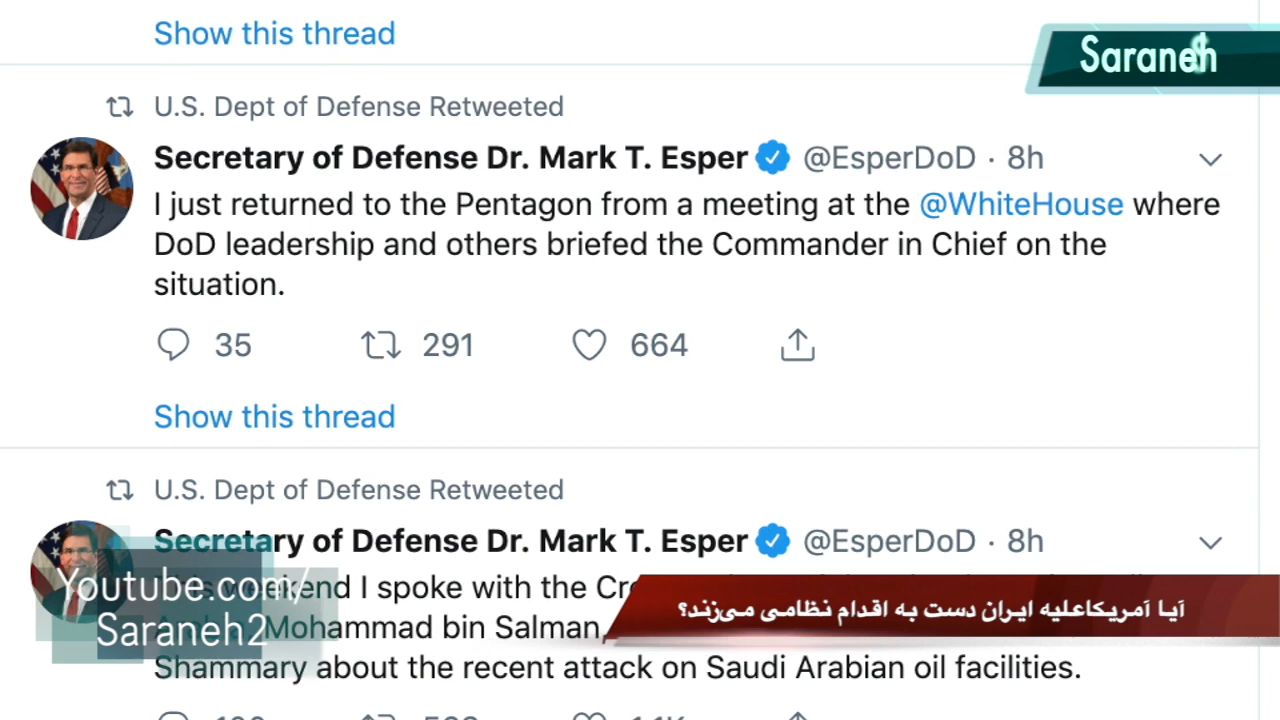 Show this thread
Saraneh
U.S. Dept of Defense Retweeted
Secretary of Defense Dr. Mark T. Esper @EsperDoD · 8h
I just returned to the Pentagon from a meeting at the @WhiteHouse where
DoD leadership and others briefed the Commander in Chief on the
situation.
35 291 664
Show this thread
U.S. Dept of Defense Retweeted
Secretary of Defense Dr. Mark T. Esper @EsperDoD · 8h
weekend I spoke with the
Mohammad bin Salman,
Shammary about the recent attack on Saudi Arabian oil facilities.
Youtube.com/
Saraneh2
آیا آمریکاعلیه ایران دست به اقدام نظامی می‌زند؟